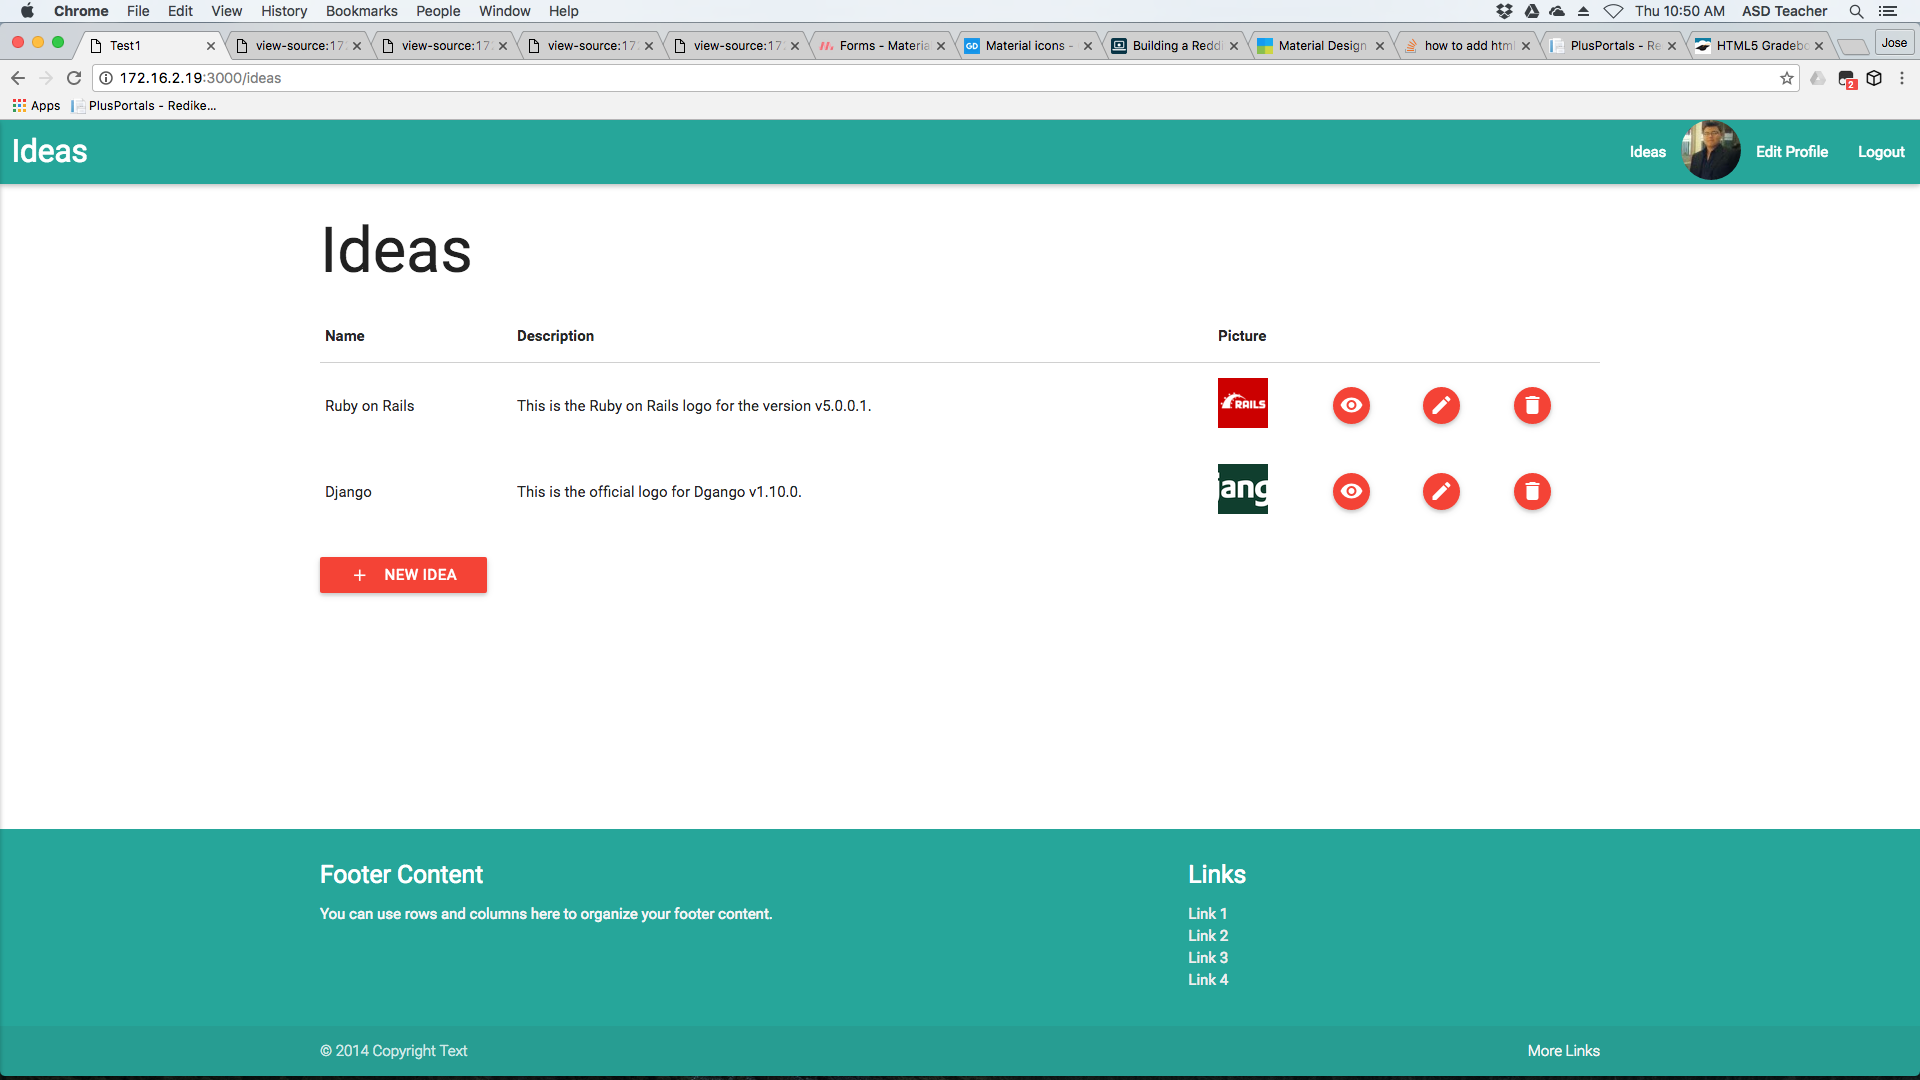 Chrome File Edit View History Bookmarks People Window Help Thu 10:50 AM ASD Teacher
Test1 view-source:17 view-source:17 view-source:17 view-source:17 Forms - Materia Material icons - Building a Reddi Material Design how to add html PlusPortals - Re HTML5 Gradebo Jose
172.16.2.19:3000/ideas 2
Apps PlusPortals - Redike...
Ideas Ideas Edit Profile Logout
Ideas
Name Description Picture
Ruby on Rails This is the Ruby on Rails logo for the version v5.0.0.1. RAILS
Django This is the official logo for Dgango v1.10.0. jang
+ NEW IDEA
Footer Content Links
You can use rows and columns here to organize your footer content. Link 1
Link 2
Link 3
Link 4
© 2014 Copyright Text More Links